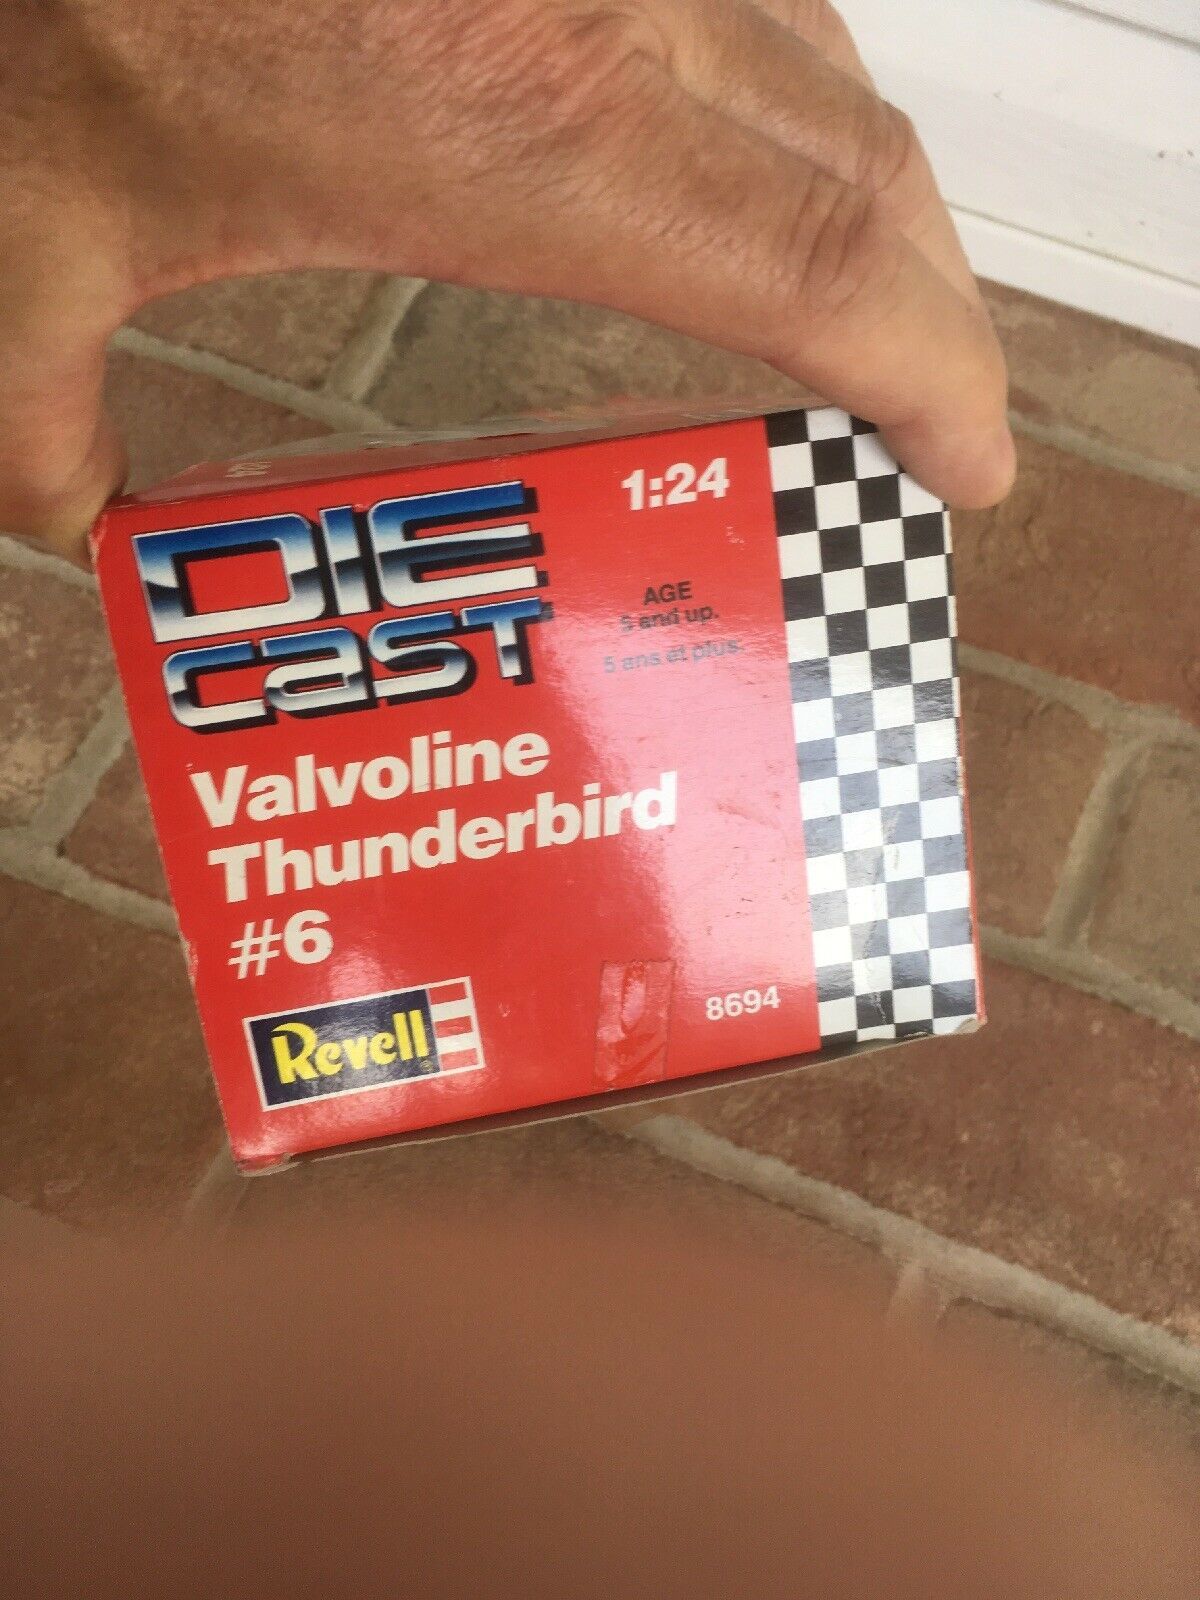 DIE
CAST
1:24
AGE
5 and up.
5 ans et plus.
Valvoline
Thunderbird
#6
Revell
8694